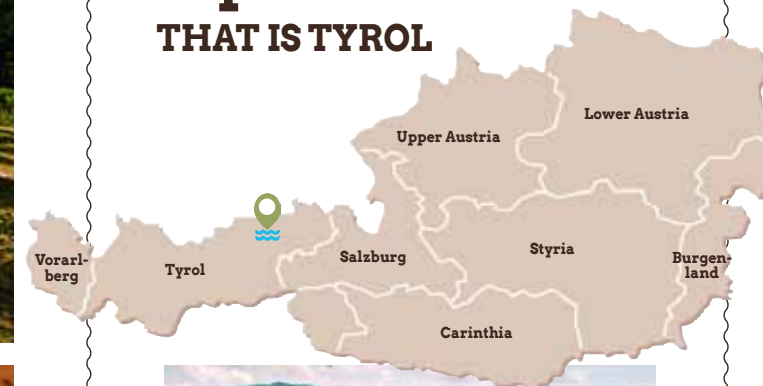 THAT IS TYROL
Lower Austria
Upper Austria
Styria
Salzburg
Vorarl-
berg
Tyrol
Burgen-
land
Carinthia